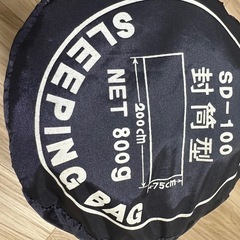 SLEEPING BAG
SD-100
封筒型
200cm
75cm
NET 800g